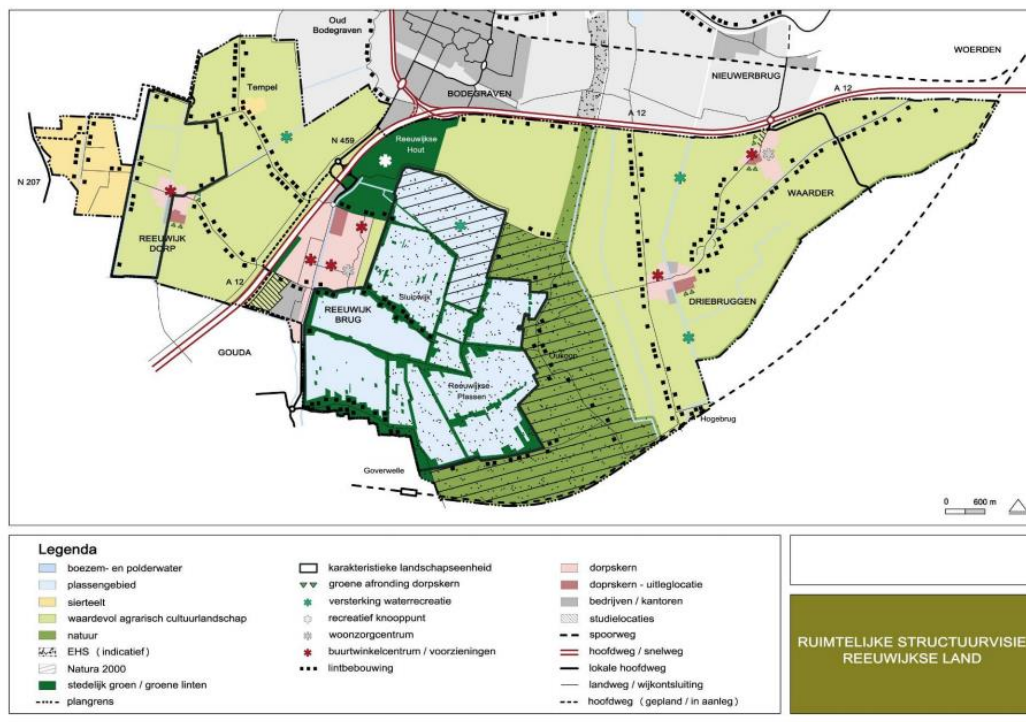 Oud
Bodegraven
WOERDEN
NIEUWERBRUG
BODEGRAVEN
Tempel
A 12
A 12
N 459
Reeuwijkse
Hout
N 207
WAARDER
REEUWIJK
DORP
A 12
DRIEBRUGGEN
Sluipwijk
REEUWIJK
BRUG
GOUDA
Oukoop
Reeuwijkse
Plassen
Hogebrug
Goverwelle
0 600 m
Legenda
boezem- en polderwater
plassengebied
sierteelt
waardevol agrarisch cultuurlandschap
natuur
EHS (indicatief)
Natura 2000
stedelijk groen / groene linten
plangrens
karakteristieke landschapseenheid
groene afronding dorpskern
versterking waterrecreatie
recreatief knooppunt
woonzorgcentrum
buurtwinkelcentrum / voorzieningen
lintbebouwing
dorpskern
doprskern - uitleglocatie
bedrijven / kantoren
studielocaties
spoorweg
hoofdweg / snelweg
lokale hoofdweg
landweg / wijkontsluiting
hoofdweg (gepland / in aanleg)
RUIMTELIJKE STRUCTUURVISIE
REEUWIJKSE LAND